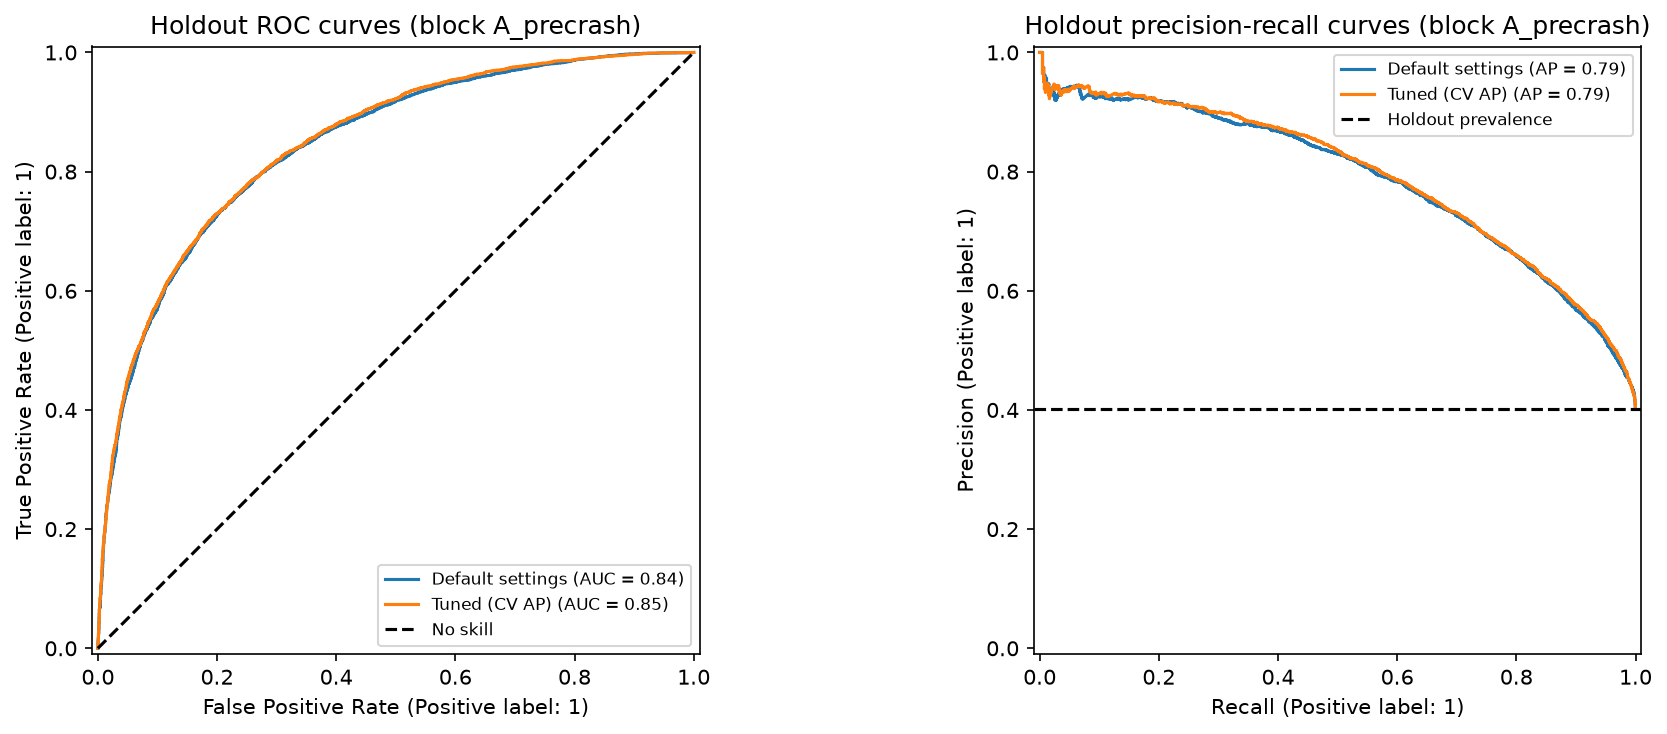 Holdout ROC curves (block A_precrash)
1.0
0.8
0.6
0.4
0.2
0.0
True Positive Rate (Positive label: 1)
Default settings (AUC = 0.84)
Tuned (CV AP) (AUC = 0.85)
No skill
0.0 0.2 0.4 0.6 0.8 1.0
False Positive Rate (Positive label: 1)
Holdout precision-recall curves (block A_precrash)
1.0
0.8
0.6
0.4
0.2
0.0
Precision (Positive label: 1)
Default settings (AP = 0.79)
Tuned (CV AP) (AP = 0.79)
Holdout prevalence
0.0 0.2 0.4 0.6 0.8 1.0
Recall (Positive label: 1)